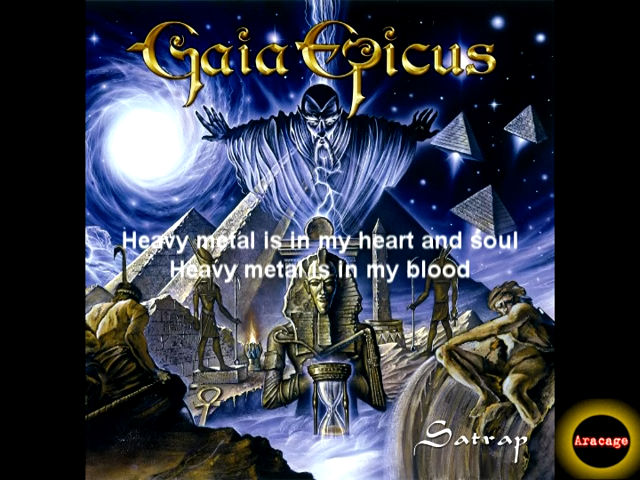 Gaia Epicus
Heavy metal is in my heart and soul
Heavy metal is in my blood
Satrap
Aracage